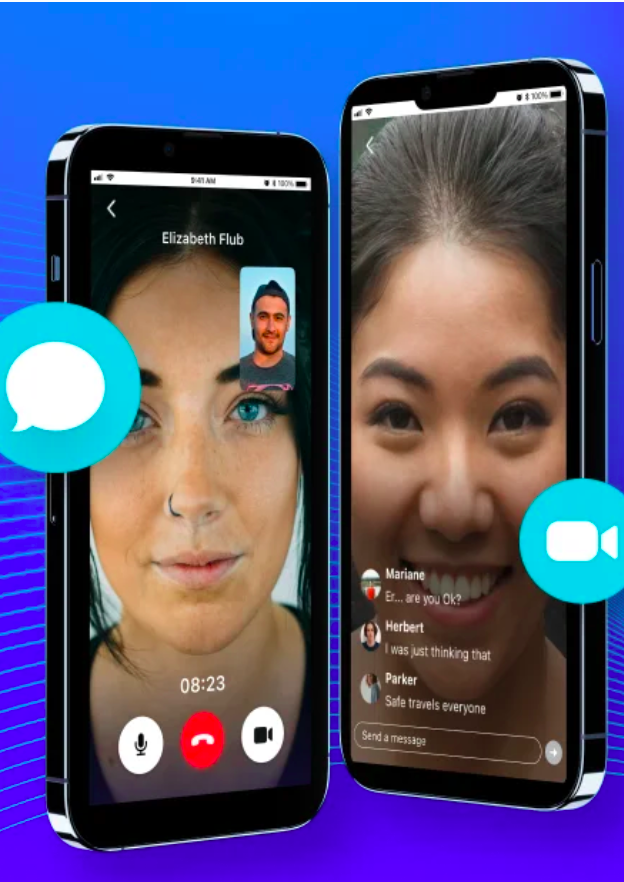 9:41 AM
100%
Elizabeth Flub
08:23
100%
Mariane
Er... are you Ok?
Herbert
I was just thinking that
Parker
Safe travels everyone
Send a message